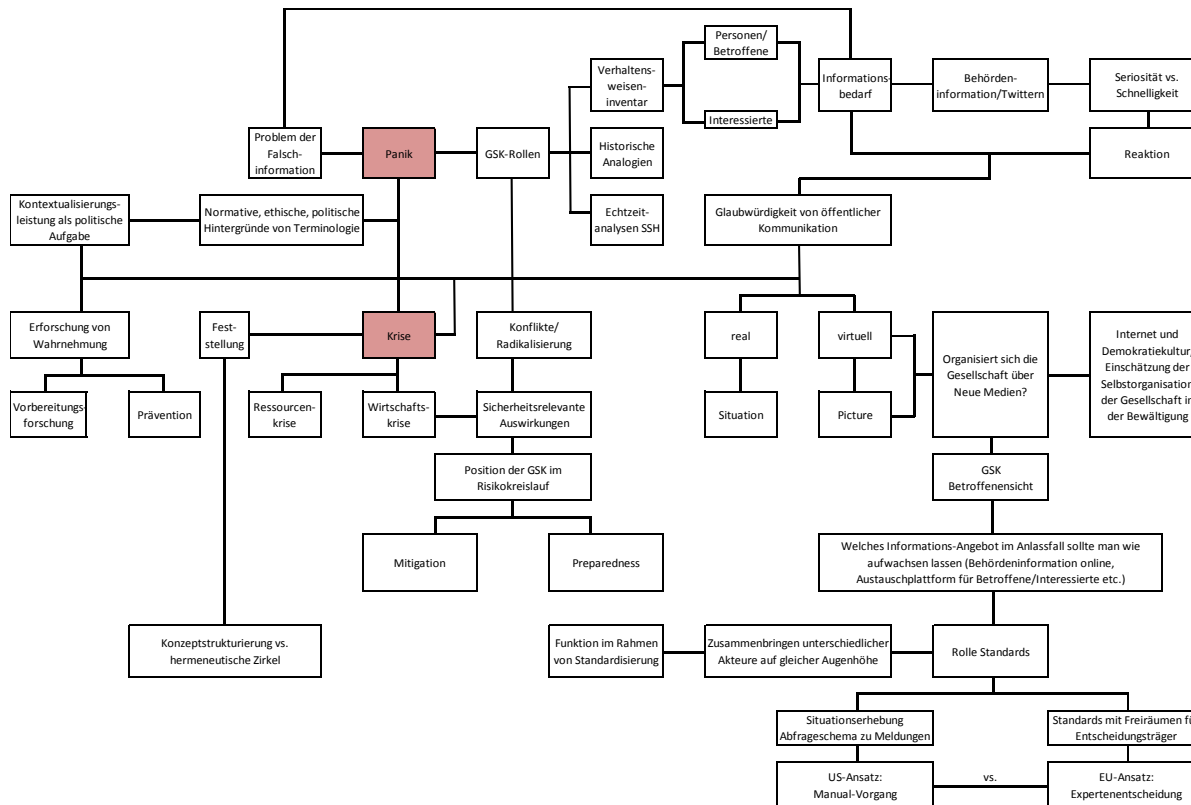 Personen/
Betroffene
Verhaltens-
weisen-
inventar
Informations-
bedarf
Behörden-
information/Twittern
Seriosität vs.
Schnelligkeit
Interessierte
Problem der
Falsch-
information
Panik
GSK-Rollen
Historische
Analogien
Reaktion
Kontextualisierungs-
leistung als politische
Aufgabe
Normative, ethische, politische
Hintergründe von Terminologie
Echtzeit-
analysen SSH
Glaubwürdigkeit von öffentlicher
Kommunikation
Erforschung von
Wahrnehmung
Fest-
stellung
Krise
Konflikte/
Radikalisierung
real
virtuell
Organisiert sich die
Gesellschaft über
Neue Medien?
Internet und
Demokratiekultur,
Einschätzung der
Selbstorganisation
der Gesellschaft in
der Bewältigung
Vorbereitungs-
forschung
Prävention
Ressourcen-
krise
Wirtschafts-
krise
Sicherheitsrelevante
Auswirkungen
Situation
Picture
Position der GSK im
Risikokreislauf
GSK
Betroffenensicht
Mitigation
Preparedness
Welches Informations-Angebot im Anlassfall sollte man wie
aufwachsen lassen (Behördeninformation online,
Austauschplattform für Betroffene/Interessierte etc.)
Konzeptstrukturierung vs.
hermeneutische Zirkel
Funktion im Rahmen
von Standardisierung
Zusammenbringen unterschiedlicher
Akteure auf gleicher Augenhöhe
Rolle Standards
Situationserhebung
Abfrageschema zu Meldungen
Standards mit Freiräumen fü
Entscheidungsträger
US-Ansatz:
Manual-Vorgang
vs.
EU-Ansatz:
Expertenentscheidung